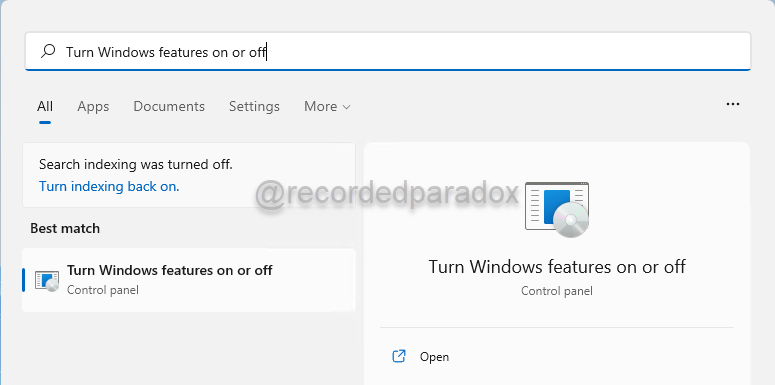 Turn Windows features on or off
All Apps Documents Settings More
Search indexing was turned off.
Turn indexing back on.
@recordedparadox
Best match
Turn Windows features on or off
Control panel
Turn Windows features on or off
Control panel
Open